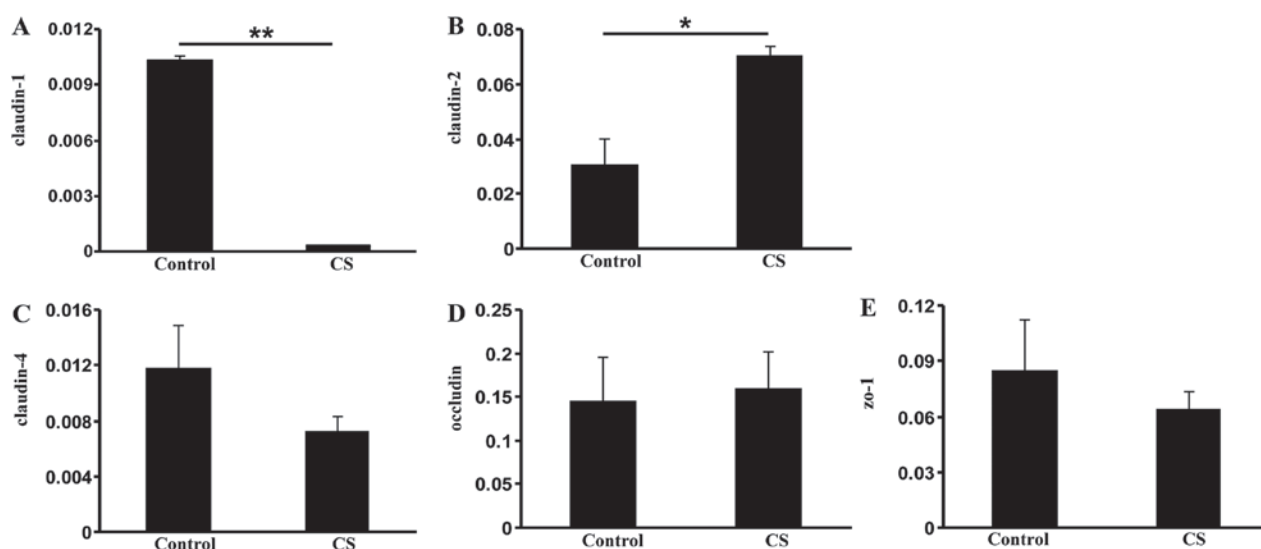 A
claudin-1
0.012
0.009
0.006
0.003
0
**
Control
CS
B
claudin-2
0.08
0.06
0.04
0.02
0
*
Control
CS
C
claudin-4
0.016
0.012
0.008
0.004
0
Control
CS
D
occludin
0.25
0.2
0.15
0.1
0.05
0
Control
CS
E
zo-1
0.12
0.09
0.06
0.03
0
Control
CS